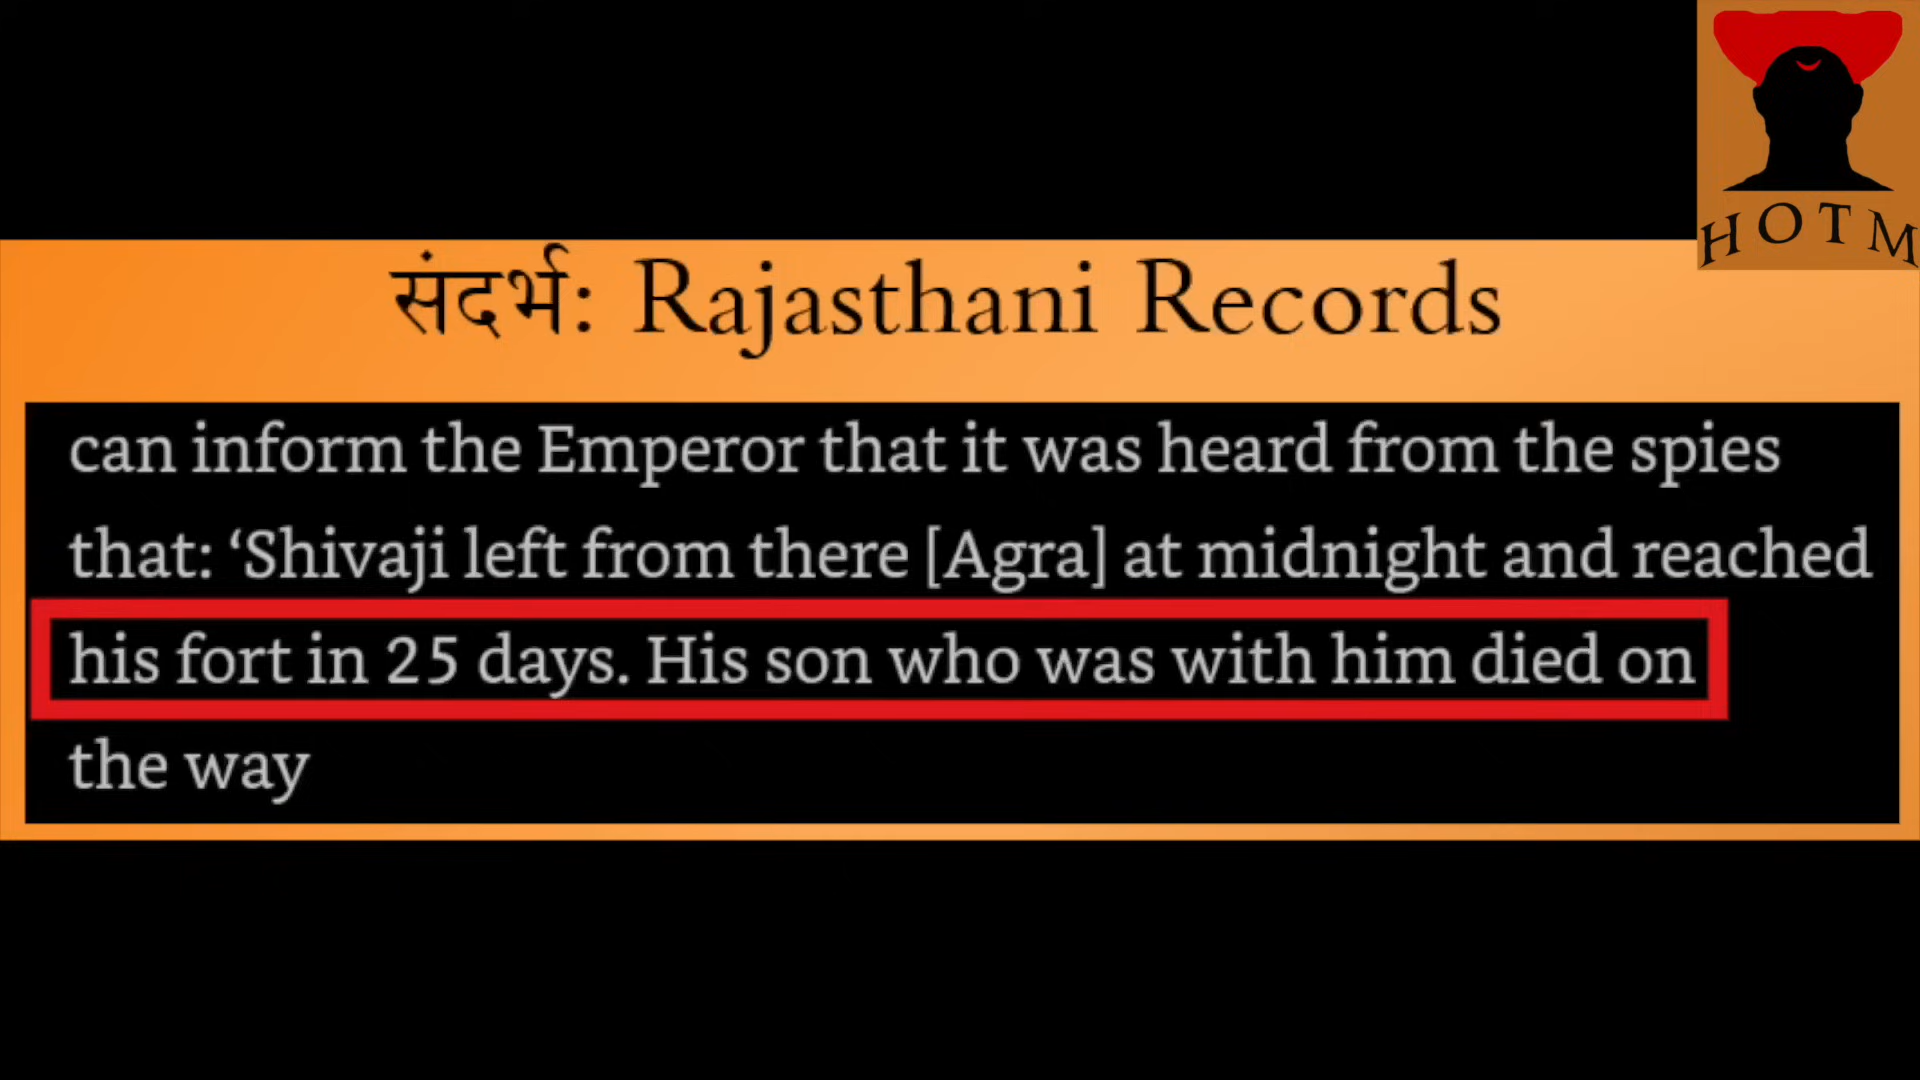 HOTM
संदर्भ: Rajasthani Records
can inform the Emperor that it was heard from the spies
that: ‘Shivaji left from there [Agra] at midnight and reached
his fort in 25 days. His son who was with him died on
the way